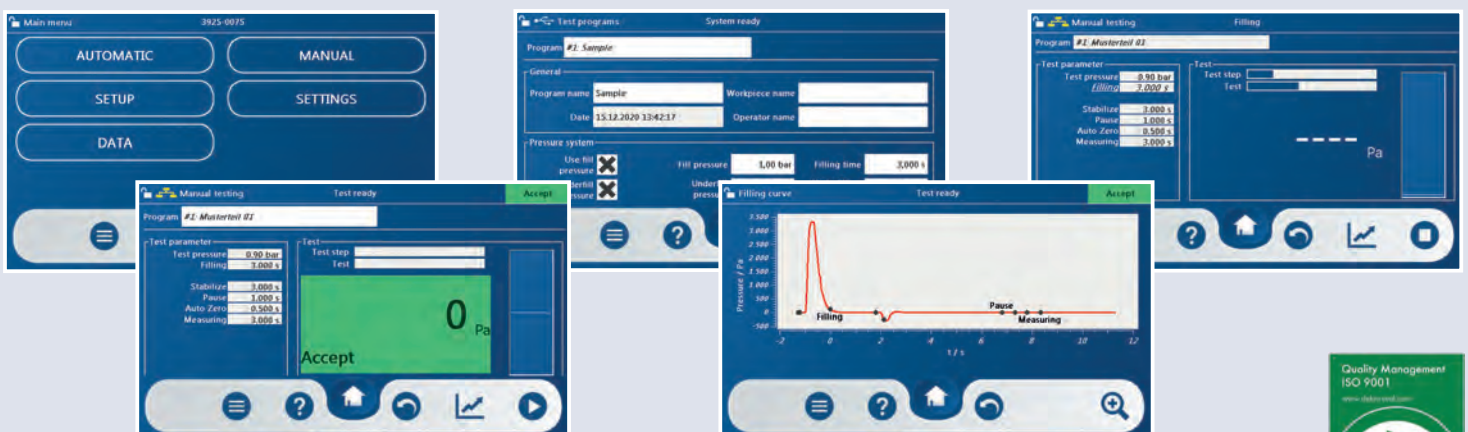 Main menu 3925-0075
AUTOMATIC MANUAL
SETUP SETTINGS
DATA
Test programs System ready
Program #1: Sample
General
Program name Sample Workpiece name
Date 15.12.2020 13:42:17 Operator name
Pressure system
Use fill pressure Fill pressure 1,00 bar Filling time 3,000 s
Manual testing Filling
Program #1: Musterteil 01
Test parameter Test
Test pressure 0.90 bar Test step
Filling 3.000 s Test
Stabilize 3.000 s
Pause 1.000 s
Auto Zero 0.500 s
Measuring 3.000 s
Pa
Manual testing Test ready Accept
Program #1: Musterteil 01
Test parameter Test
Test pressure 0.90 bar Test step
Filling 3.000 s Test
Stabilize 3.000 s
Pause 1.000 s
Auto Zero 0.500 s
Measuring 3.000 s
0 Pa
Accept
Filling curve Test ready Accept
Pressure / Pa
3.500
3.000
2.500
2.000
1.500
1.000
500
0
-500
Filling Pause Measuring
-2 0 2 4 6 8 10 12
t / s
Quality Management
ISO 9001